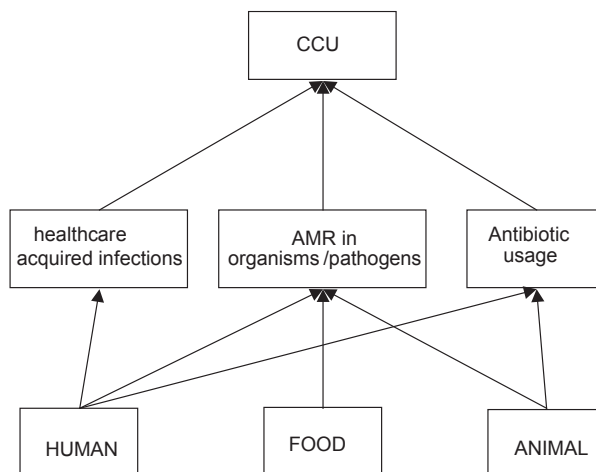 CCU
healthcare
acquired infections
AMR in
organisms /pathogens
Antibiotic
usage
HUMAN
FOOD
ANIMAL